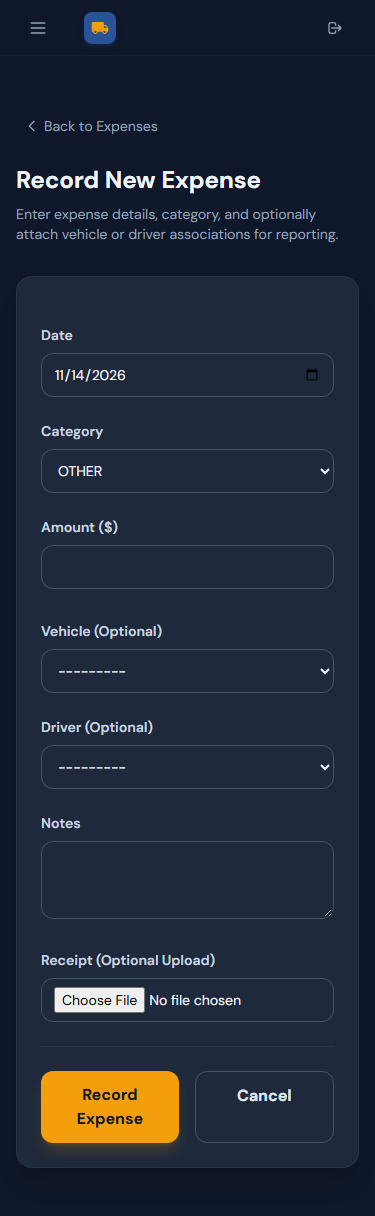 Back to Expenses
Record New Expense
Enter expense details, category, and optionally
attach vehicle or driver associations for reporting.
Date
11/14/2026
Category
OTHER
Amount ($)
Vehicle (Optional)
---------
Driver (Optional)
---------
Notes
Receipt (Optional Upload)
Choose File No file chosen
Record
Expense
Cancel